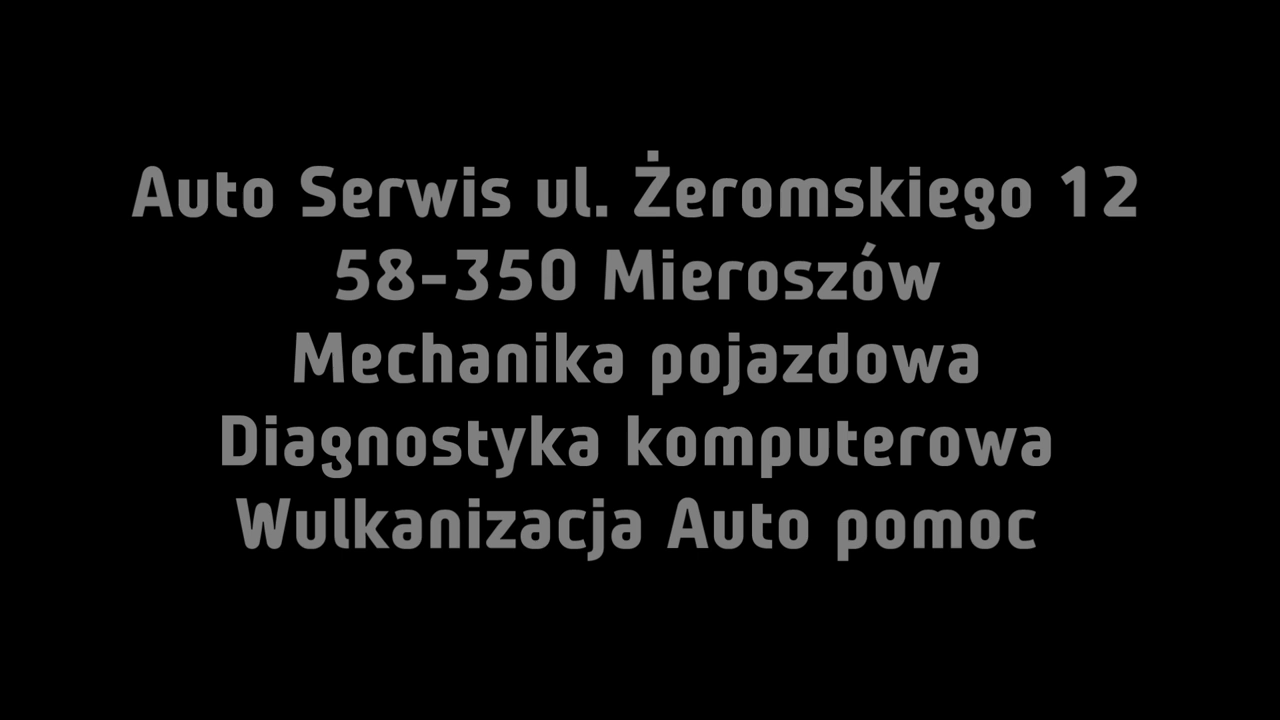 Auto Serwis ul. Żeromskiego 12
58-350 Mieroszów
Mechanika pojazdowa
Diagnostyka komputerowa
Wulkanizacja Auto pomoc